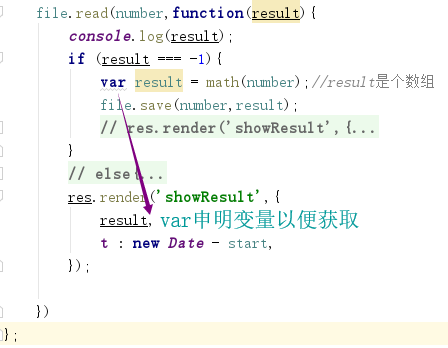 file.read(number,function(result){
console.log(result);
if (result === -1){
var result = math(number);//result是个数组
file.save(number,result);
// res.render('showResult',{...
}
// else{...
res.render('showResult',{
result, var申明变量以便获取
t : new Date - start,
});
})
};